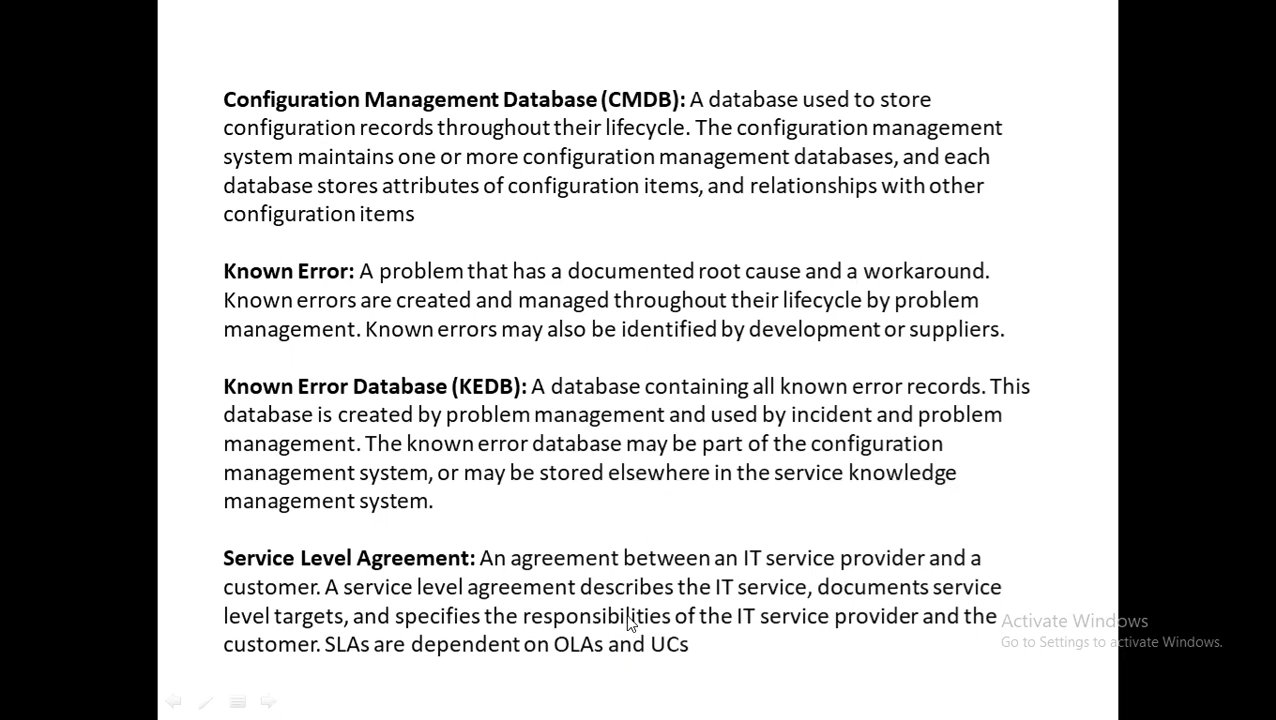 Configuration Management Database (CMDB): A database used to store
configuration records throughout their lifecycle. The configuration management
system maintains one or more configuration management databases, and each
database stores attributes of configuration items, and relationships with other
configuration items
Known Error: A problem that has a documented root cause and a workaround.
Known errors are created and managed throughout their lifecycle by problem
management. Known errors may also be identified by development or suppliers.
Known Error Database (KEDB): A database containing all known error records. This
database is created by problem management and used by incident and problem
management. The known error database may be part of the configuration
management system, or may be stored elsewhere in the service knowledge
management system.
Service Level Agreement: An agreement between an IT service provider and a
customer. A service level agreement describes the IT service, documents service
level targets, and specifies the responsibilities of the IT service provider and the
customer. SLAs are dependent on OLAs and UCs
Activate Windows
Go to Settings to activate Windows.